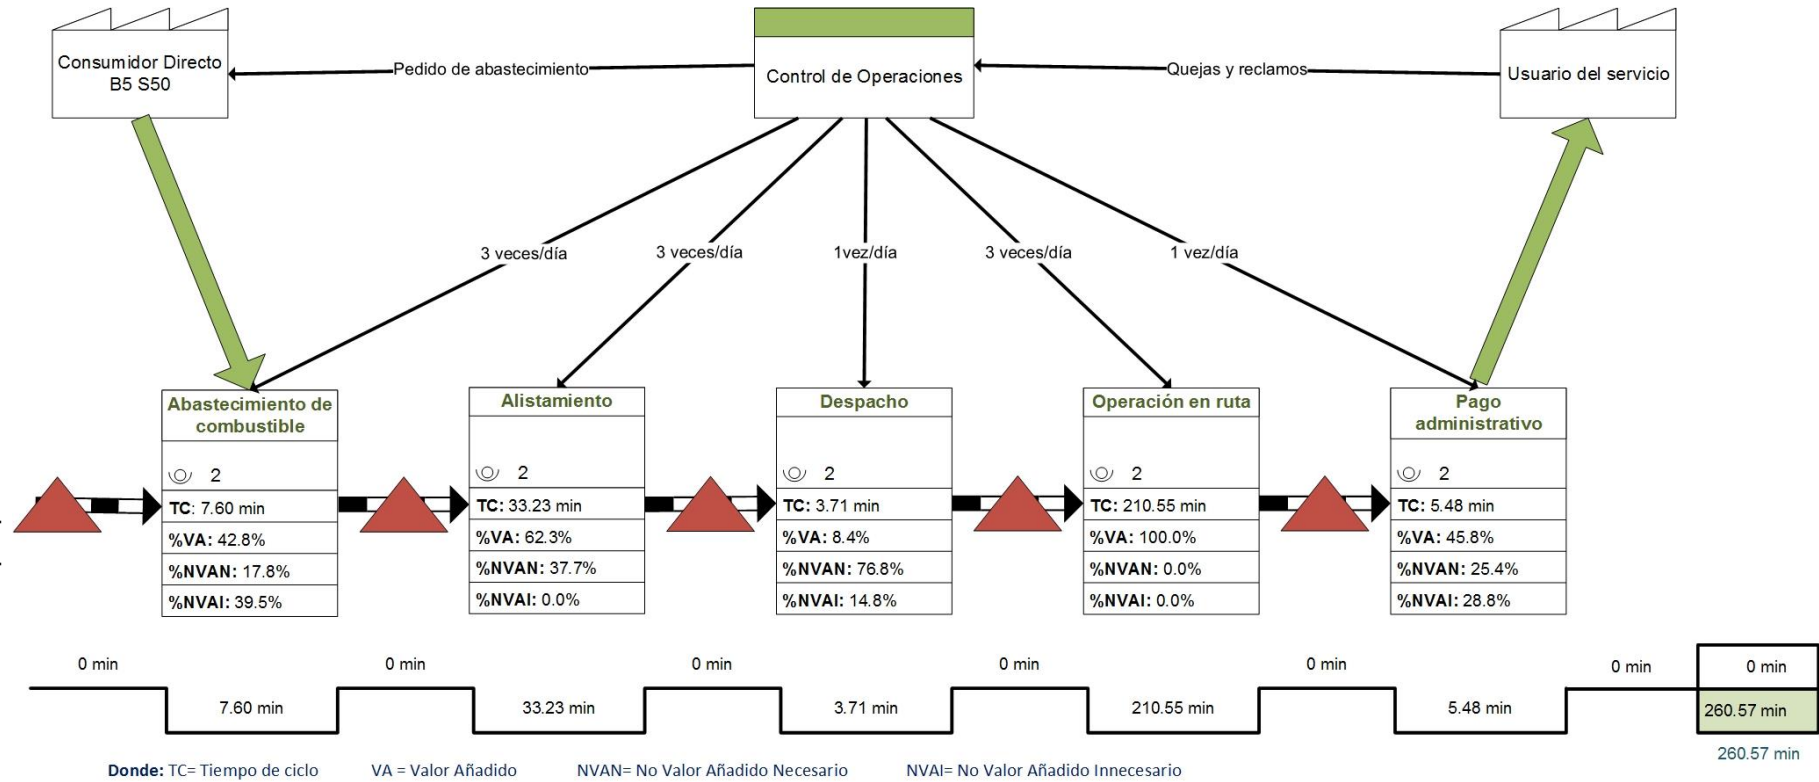 Consumidor Directo
B5 S50
Pedido de abastecimiento
Control de Operaciones
Quejas y reclamos
Usuario del servicio
3 veces/día
3 veces/día
1vez/día
3 veces/día
1 vez/día
Abastecimiento de
combustible
2
TC: 7.60 min
%VA: 42.8%
%NVAN: 17.8%
%NVAI: 39.5%
Alistamiento
2
TC: 33.23 min
%VA: 62.3%
%NVAN: 37.7%
%NVAI: 0.0%
Despacho
2
TC: 3.71 min
%VA: 8.4%
%NVAN: 76.8%
%NVAI: 14.8%
Operación en ruta
2
TC: 210.55 min
%VA: 100.0%
%NVAN: 0.0%
%NVAI: 0.0%
Pago
administrativo
2
TC: 5.48 min
%VA: 45.8%
%NVAN: 25.4%
%NVAI: 28.8%
0 min
0 min
0 min
0 min
0 min
0 min
0 min
7.60 min
33.23 min
3.71 min
210.55 min
5.48 min
260.57 min
260.57 min
Donde: TC= Tiempo de ciclo VA = Valor Añadido NVAN= No Valor Añadido Necesario NVAI= No Valor Añadido Innecesario